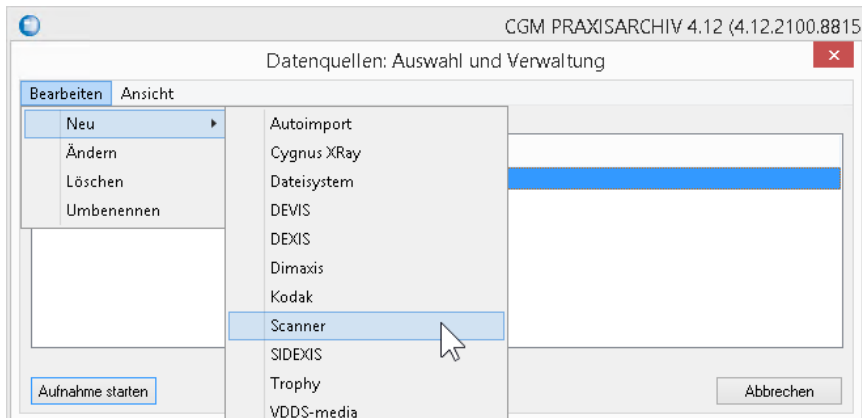 CGM PRAXISARCHIV 4.12 (4.12.2100.8815
Datenquellen: Auswahl und Verwaltung
Bearbeiten Ansicht
Neu
Ändern
Löschen
Umbenennen
Autoimport
Cygnus XRay
Dateisystem
DEVIS
DEXIS
Dimaxis
Kodak
Scanner
SIDEXIS
Trophy
VDDS-media
Aufnahme starten
Abbrechen